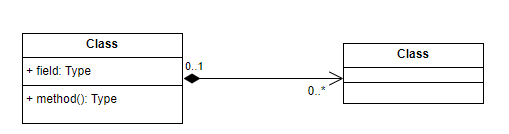 Class
+ field: Type
+ method(): Type
0..1
0..*
Class